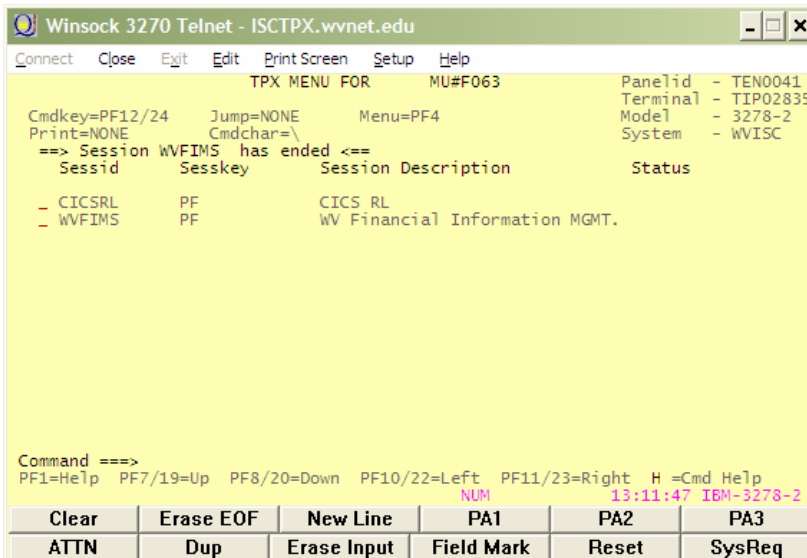 Winsock 3270 Telnet - ISCTPX.wvnet.edu
Connect Close Exit Edit Print Screen Setup Help
TPX MENU FOR MU#F063 Panelid - TEN0041
Terminal - TIP02835
Cmdkey=PF12/24 Jump=NONE Menu=PF4 Model - 3278-2
Print=NONE Cmdchar=\ System - WVISC
==> Session WVFIMS has ended <==
Sessid Sesskey Session Description Status
_ CICSRL PF CICS RL
_ WVFIMS PF WV Financial Information MGMT.
Command ===>
PF1=Help PF7/19=Up PF8/20=Down PF10/22=Left PF11/23=Right H =Cmd Help
NUM 13:11:47 IBM-3278-2
Clear Erase EOF New Line PA1 PA2 PA3
ATTN Dup Erase Input Field Mark Reset SysReq